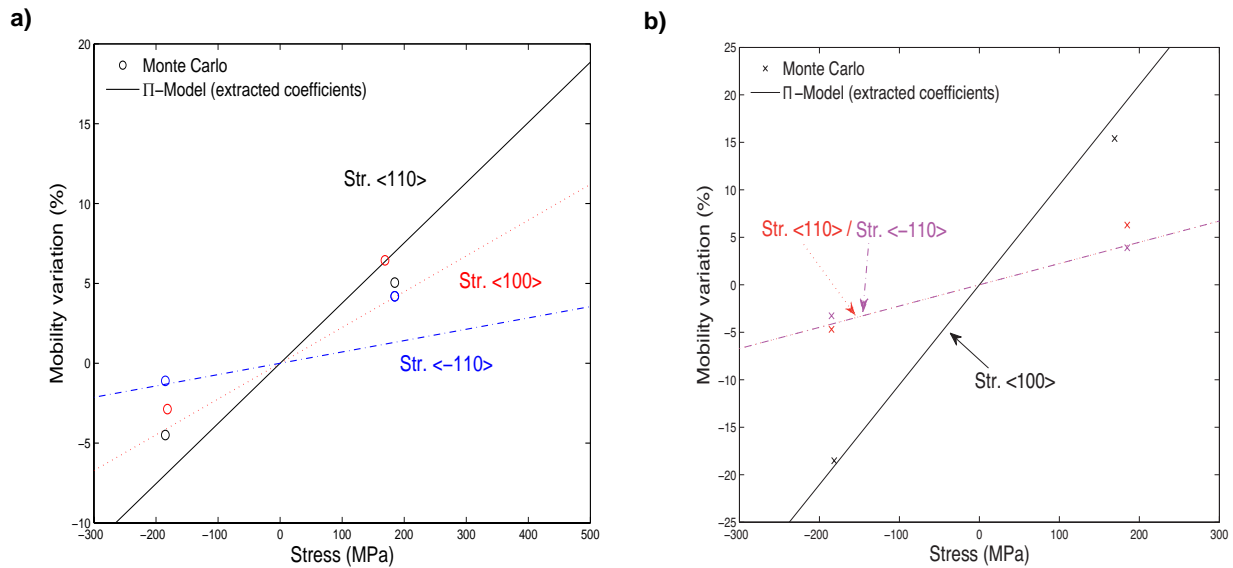 a)
20
15
10
5
0
−5
−10
Mobility variation (%)
Monte Carlo
Π−Model (extracted coefficients)
Str. <110>
Str. <100>
Str. <−110>
−300 −200 −100 0 100 200 300 400 500
Stress (MPa)
b)
25
20
15
10
5
0
−5
−10
−15
−20
−25
Mobility variation (%)
Monte Carlo
Π−Model (extracted coefficients)
Str. <110> / Str. <−110>
Str. <100>
−300 −200 −100 0 100 200 300
Stress (MPa)